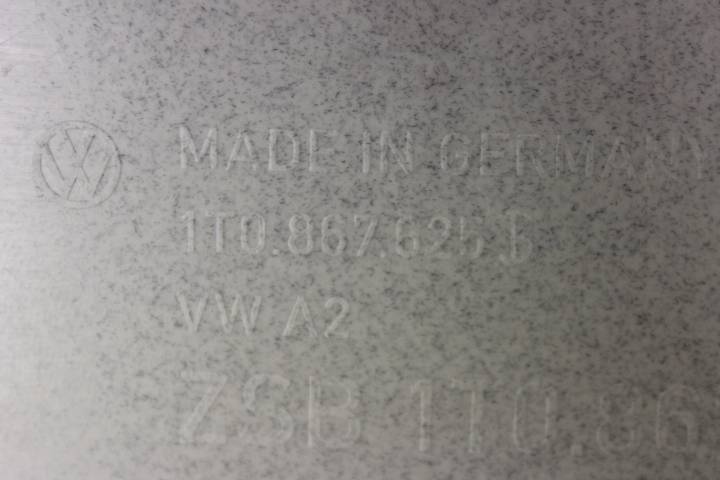 MADE IN GERMANY
1T0.867.625
VW A2
ZSB 1T0.86